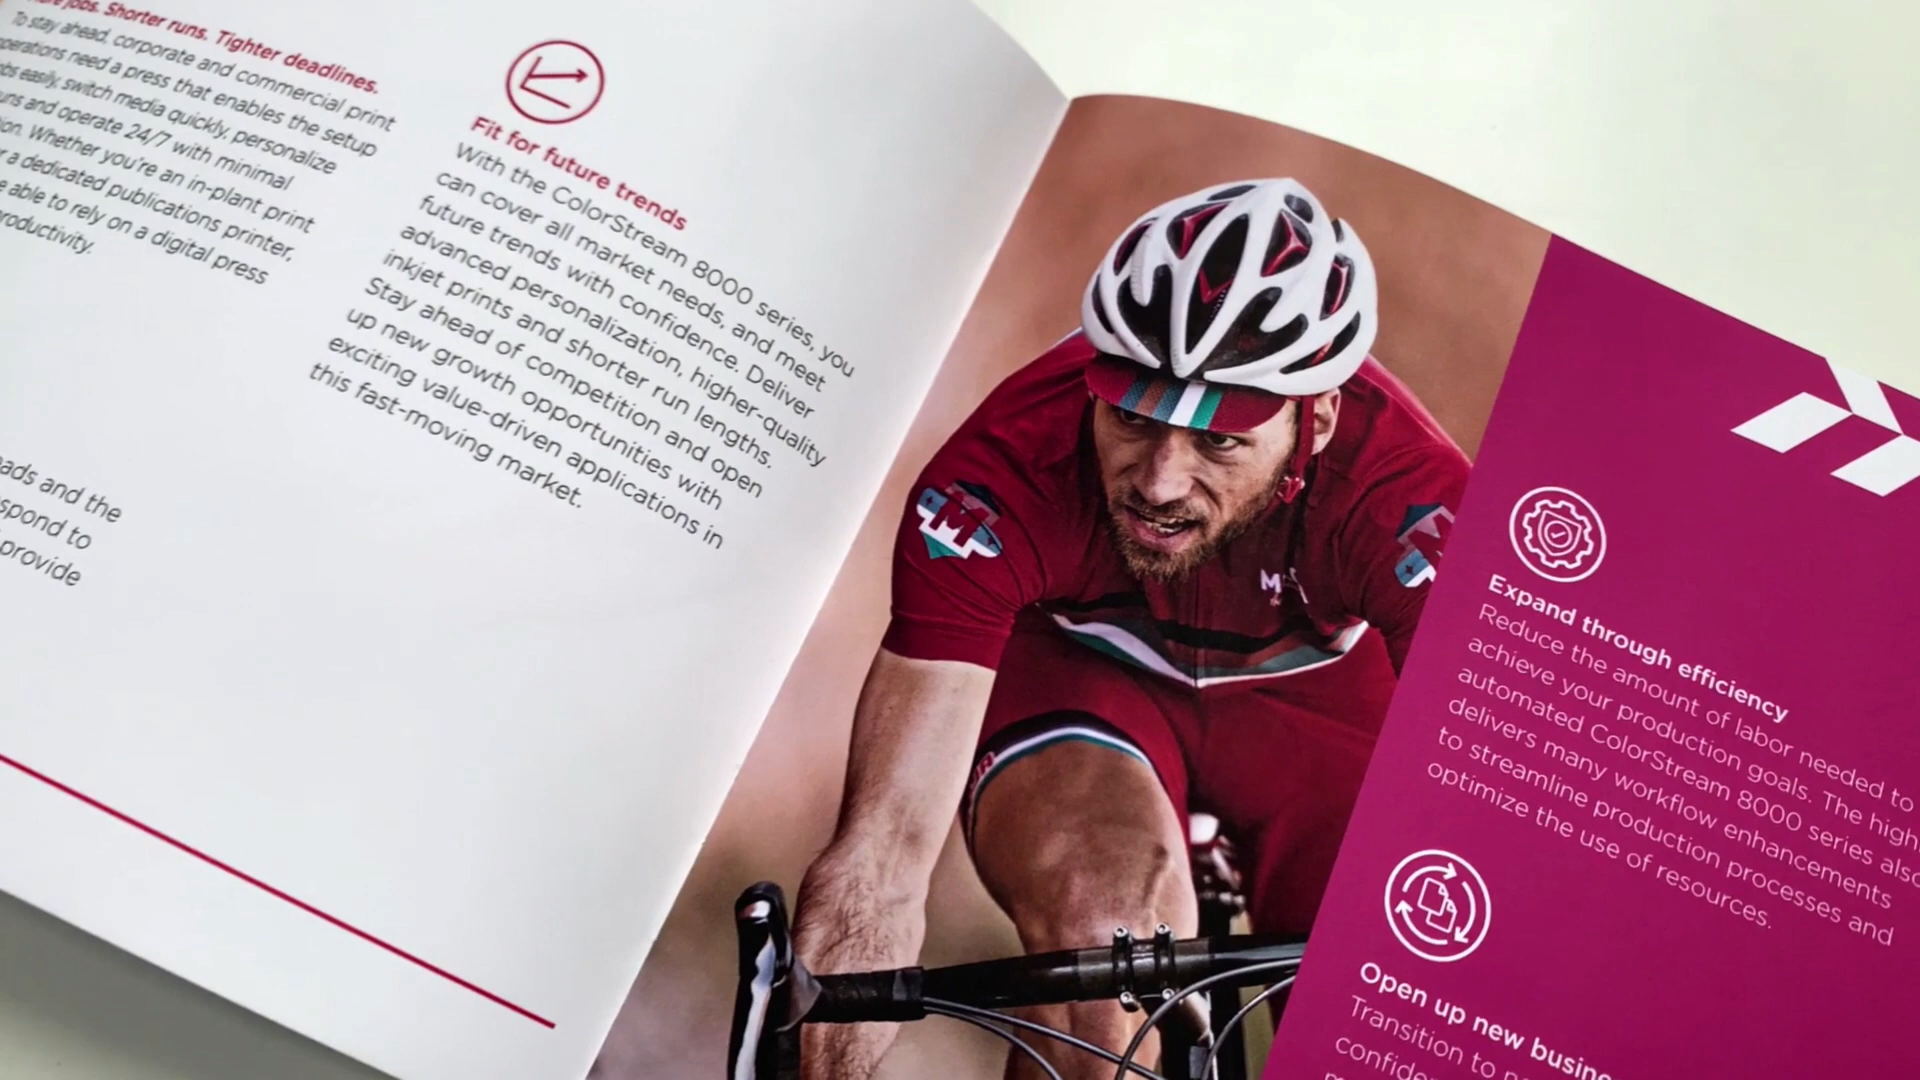 jobs. Shorter runs. Tighter deadlines.
To stay ahead, corporate and commercial print
operations need a press that enables the setup
easily, switch media quickly, personalize
and operate 24/7 with minimal
Whether you're an in-plant print
a dedicated publications printer,
able to rely on a digital press
productivity.
and the
to
provide
Fit for future trends
With the ColorStream 8000 series, you
can cover all market needs, and meet
future trends with confidence. Deliver
advanced personalization, higher-quality
inkjet prints and shorter run lengths.
Stay ahead of competition and open
up new growth opportunities with
exciting value-driven applications in
this fast-moving market.
M
M
Expand through efficiency
Reduce the amount of labor needed to
achieve your production goals. The high
automated ColorStream 8000 series also
delivers many workflow enhancements
to streamline production processes and
optimize the use of resources.
Open up new
Transition to